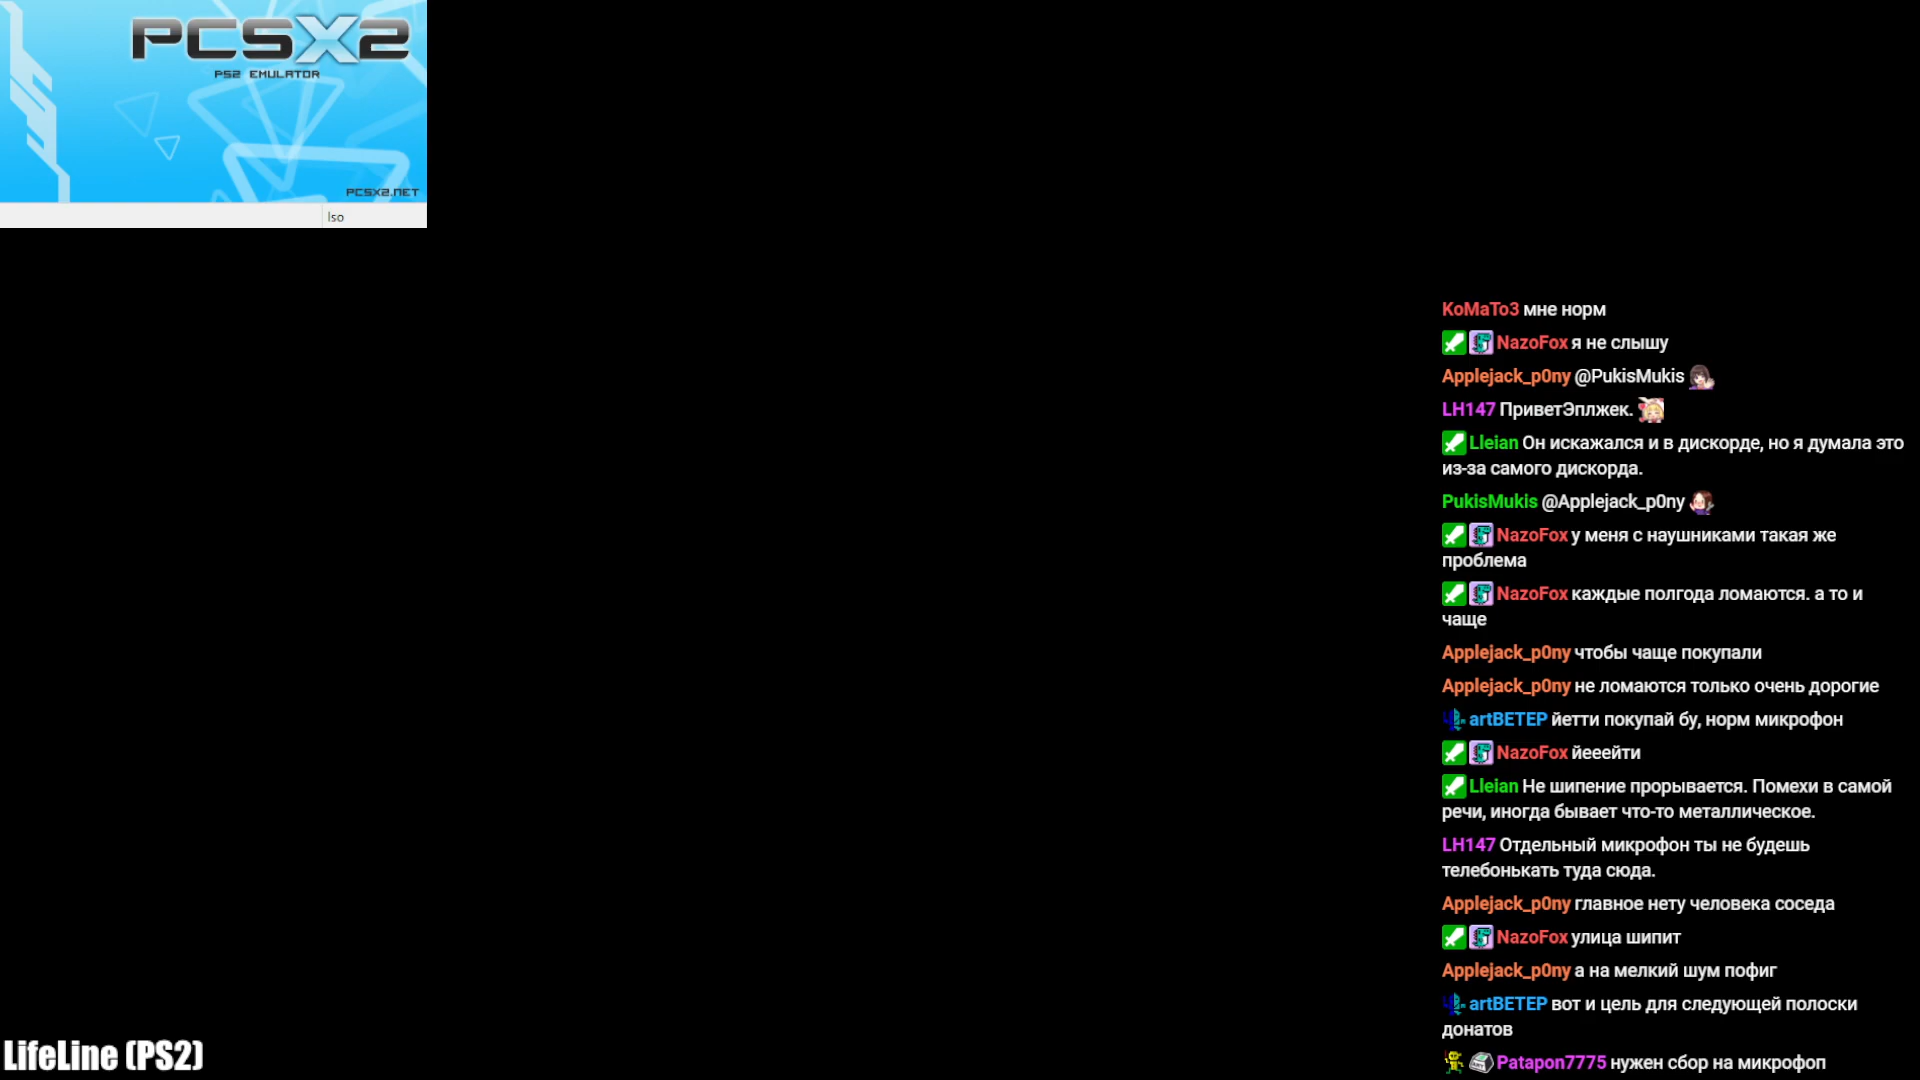 PCSX2
PS2 EMULATOR
PCSX2.NET
Iso
KoMaTo3 мне норм
NazoFox я не слышу
Applejack_p0ny @PukisMukis
LH147 ПриветЭплжек.
Lleian Он искажался и в дискорде, но я думала это
из-за самого дискорда.
PukisMukis @Applejack_p0ny
NazoFox у меня с наушниками такая же
проблема
NazoFox каждые полгода ломаются. а то и
чаще
Applejack_p0ny чтобы чаще покупали
Applejack_p0ny не ломаются только очень дорогие
artBETEP йетти покупай бу, норм микрофон
NazoFox йееейти
Lleian Не шипение прорывается. Помехи в самой
речи, иногда бывает что-то металлическое.
LH147 Отдельный микрофон ты не будешь
телебонькать туда сюда.
Applejack_p0ny главное нету человека соседа
NazoFox улица шипит
Applejack_p0ny а на мелкий шум пофиг
artBETEP вот и цель для следующей полоски
донатов
Patapon7775 нужен сбор на микрофоп
LifeLine (PS2)